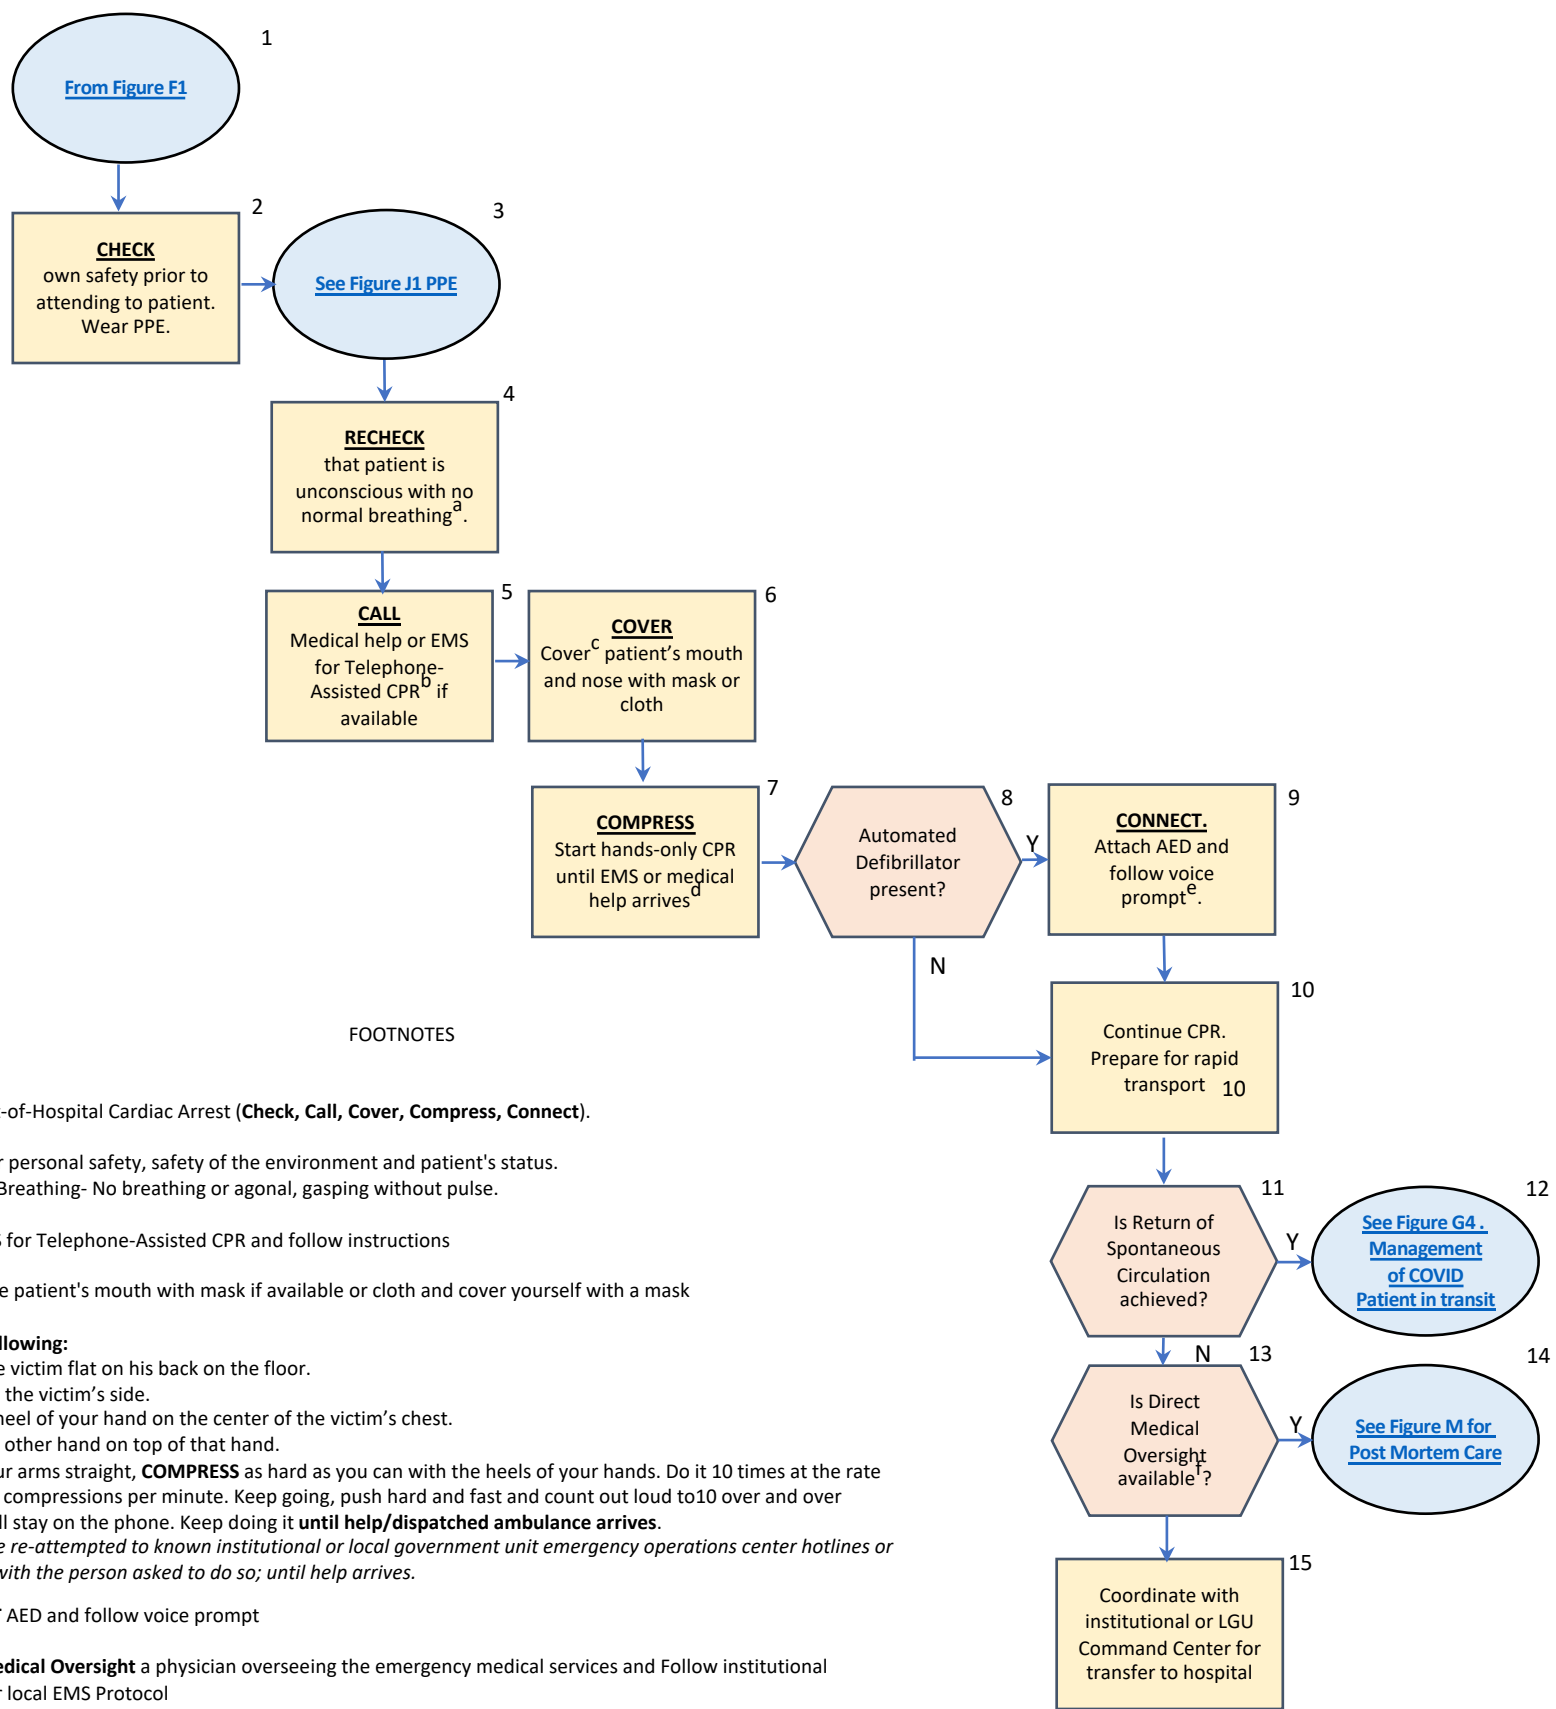 1
From Figure F1
2
CHECK
own safety prior to
attending to patient.
Wear PPE.
3
See Figure J1 PPE
4
RECHECK
that patient is
unconscious with no
normal breathing a.
5
CALL
Medical help or EMS
for Telephone-
Assisted CPR b if
available
6
COVER
Cover c patient's mouth
and nose with mask or
cloth
7
COMPRESS
Start hands-only CPR
until EMS or medical
help arrives d
8
Automated
Defibrillator
present?
Y
N
9
CONNECT.
Attach AED and
follow voice
prompt e.
10
Continue CPR.
Prepare for rapid
transport 10
11
Is Return of
Spontaneous
Circulation
achieved?
Y
N
12
See Figure G4 .
Management
of COVID
Patient in transit
13
Is Direct
Medical
Oversight
available f?
Y
14
See Figure M for
Post Mortem Care
15
Coordinate with
institutional or LGU
Command Center for
transfer to hospital
FOOTNOTES
-of-Hospital Cardiac Arrest (Check, Call, Cover, Compress, Connect).
personal safety, safety of the environment and patient's status.
Breathing- No breathing or agonal, gasping without pulse.
for Telephone-Assisted CPR and follow instructions
patient's mouth with mask if available or cloth and cover yourself with a mask
llowing:
victim flat on his back on the floor.
the victim's side.
heel of your hand on the center of the victim's chest.
other hand on top of that hand.
ur arms straight, COMPRESS as hard as you can with the heels of your hands. Do it 10 times at the rate
compressions per minute. Keep going, push hard and fast and count out loud to10 over and over
ll stay on the phone. Keep doing it until help/dispatched ambulance arrives.
e re-attempted to known institutional or local government unit emergency operations center hotlines or
with the person asked to do so; until help arrives.
AED and follow voice prompt
edical Oversight a physician overseeing the emergency medical services and Follow institutional
r local EMS Protocol